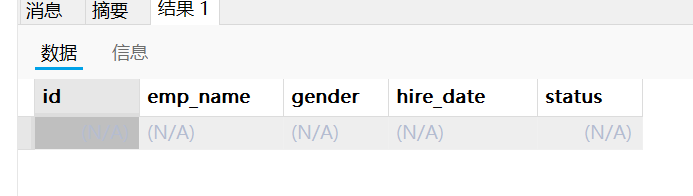 消息 摘要 结果 1
数据 信息
id emp_name gender hire_date status
(N/A) (N/A) (N/A) (N/A) (N/A)